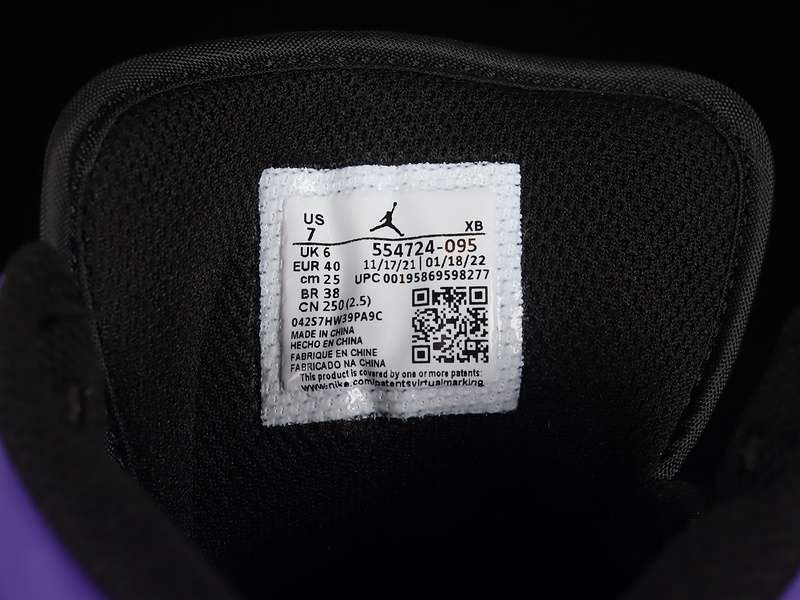 US
7
XB
UK 6
554724-095
EUR 40
11/17/21 | 01/18/22
cm 25
UPC 00195869598277
BR 38
CN 250(2.5)
042S7HW39PA9C
MADE IN CHINA
HECHO EN CHINA
FABRIQUE EN CHINE
FABRICADO NA CHINA
This product is covered by one or more patents:
www.nike.com/patentsvirtualmarking